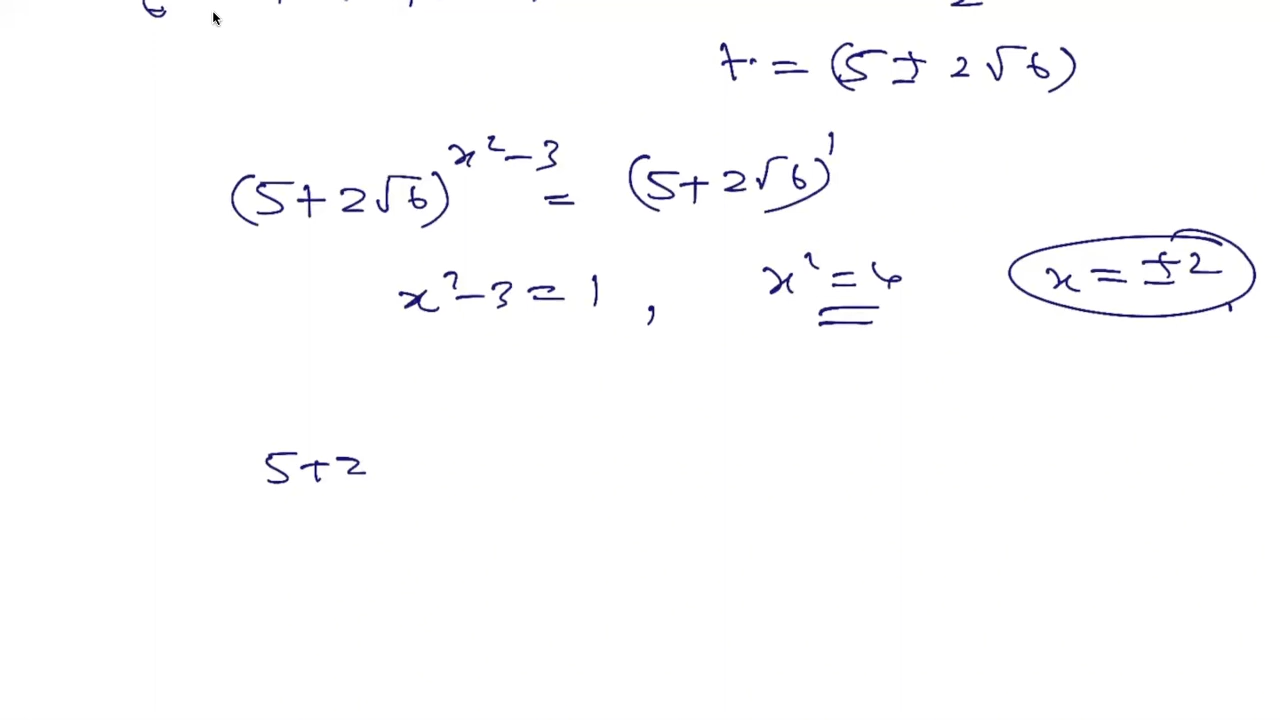 t = (5 ± 2√6)
(5+2√6)^{x²-3} = (5+2√6)^1
x²-3 = 1 , x² = 4 x = ±2
5+2